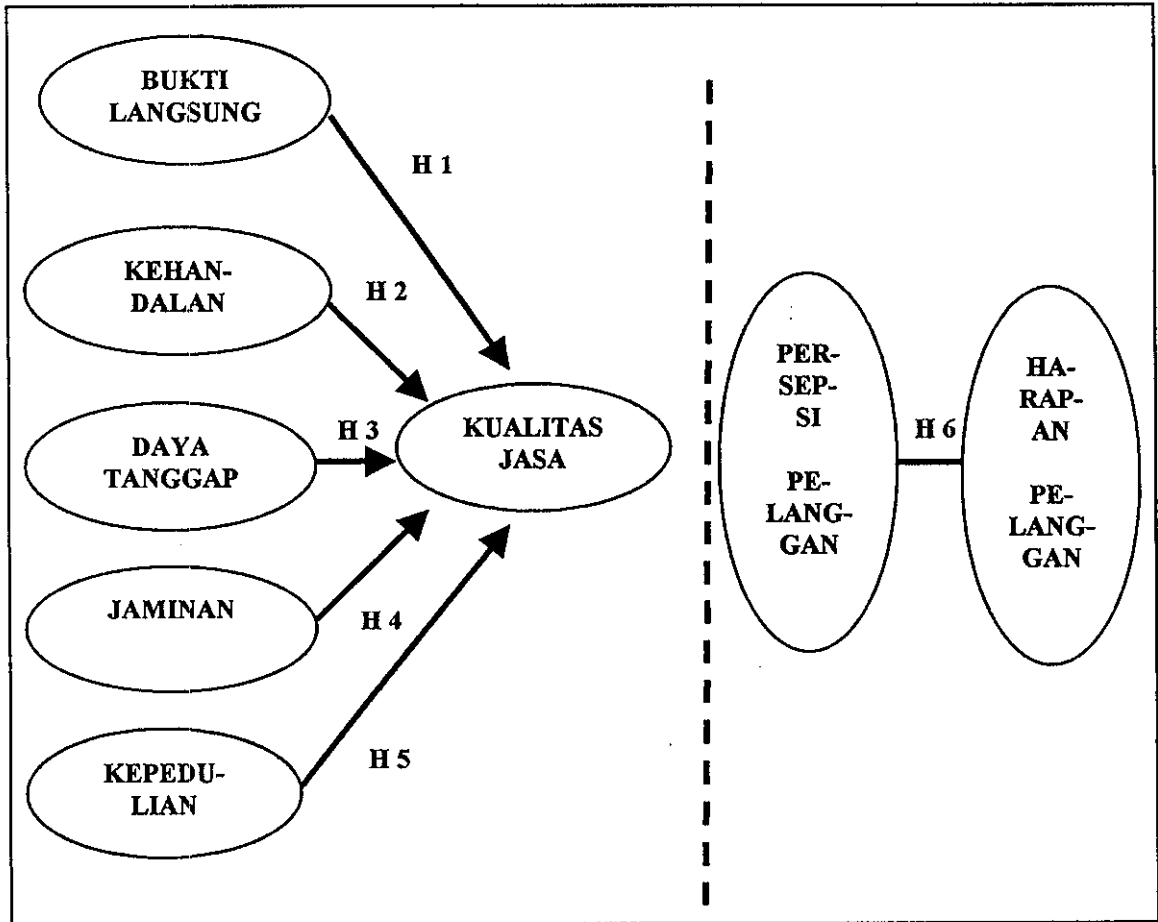 BUKTI
LANGSUNG
H 1
KEHAN-
DALAN
H 2
DAYA
TANGGAP
H 3
KUALITAS
JASA
JAMINAN
H 4
KEPEDU-
LIAN
H 5
PER-
SEP-
SI
PE-
LANG-
GAN
H 6
HA-
RAP-
AN
PE-
LANG-
GAN